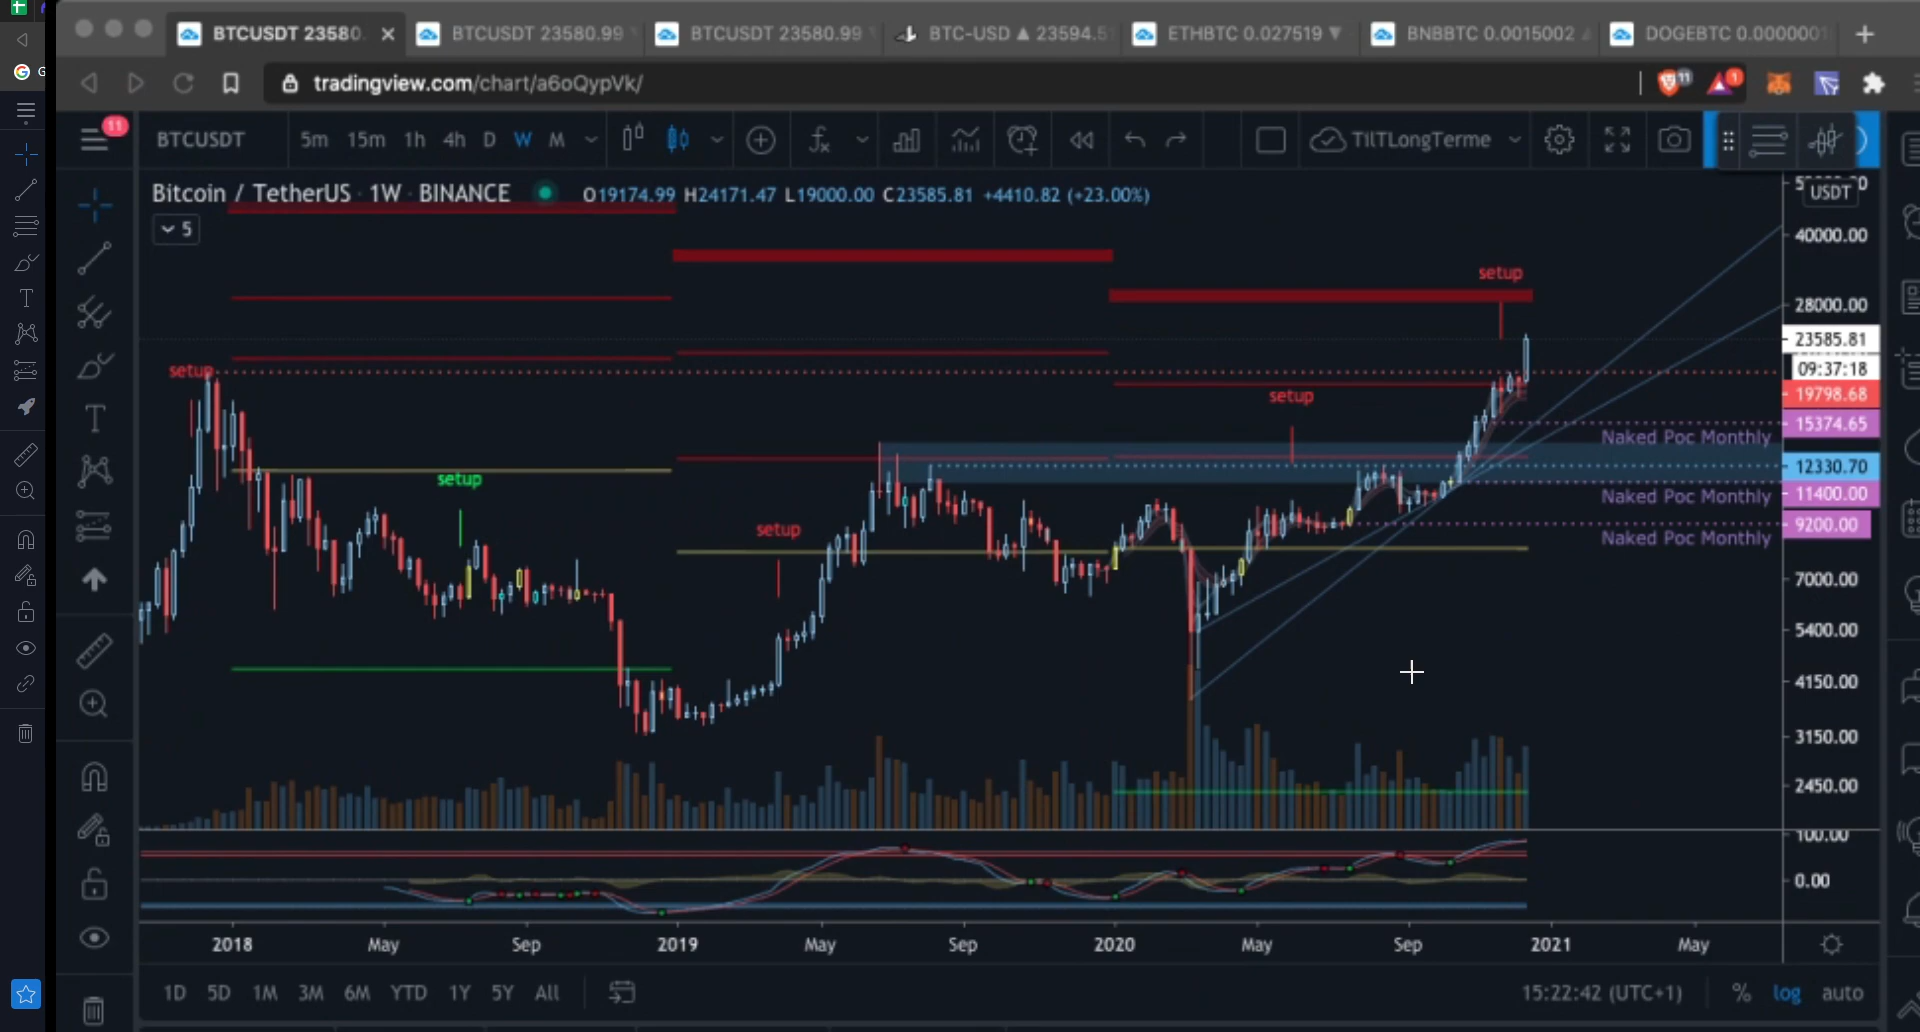 BTCUSDT 23580.
BTCUSDT 23580.99
BTCUSDT 23580.99
BTC-USD ▲ 23594.5
ETHBTC 0.027519 ▼
BNBBTC 0.0015002
DOGEBTC 0.0000001
G
tradingview.com/chart/a6oQypVk/
11
1
11
BTCUSDT
5m 15m 1h 4h D W M
TilTLongTerme
Bitcoin / TetherUS · 1W · BINANCE
O19174.99 H24171.47 L19000.00 C23585.81 +4410.82 (+23.00%)
USDT
5
40000.00
setup
28000.00
23585.81
setup
09:37:18
setup
19798.68
15374.65
Naked Poc Monthly
12330.70
setup
11400.00
Naked Poc Monthly
setup
9200.00
Naked Poc Monthly
7000.00
5400.00
4150.00
3150.00
2450.00
100.00
0.00
2018 May Sep 2019 May Sep 2020 May Sep 2021 May
1D 5D 1M 3M 6M YTD 1Y 5Y All
15:22:42 (UTC+1)
% log auto